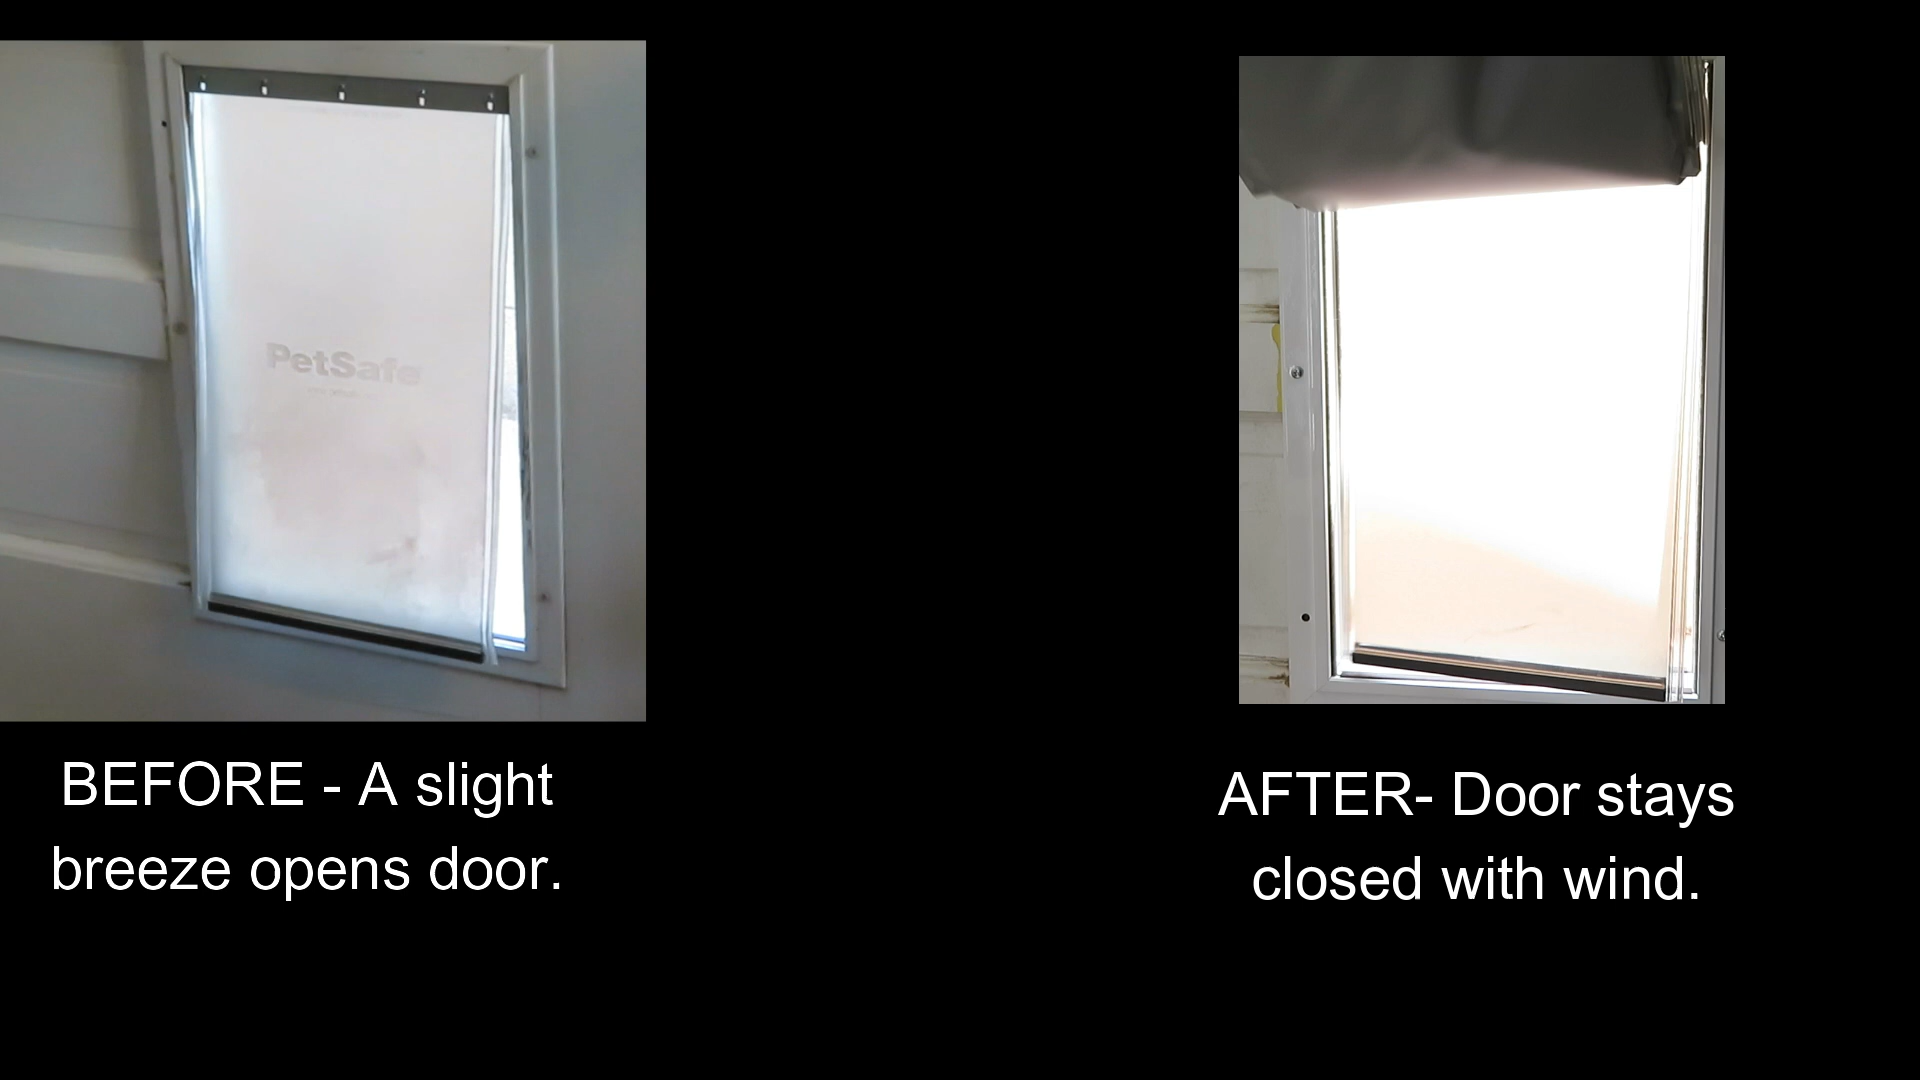 PetSafe
BEFORE - A slight
breeze opens door.
AFTER- Door stays
closed with wind.